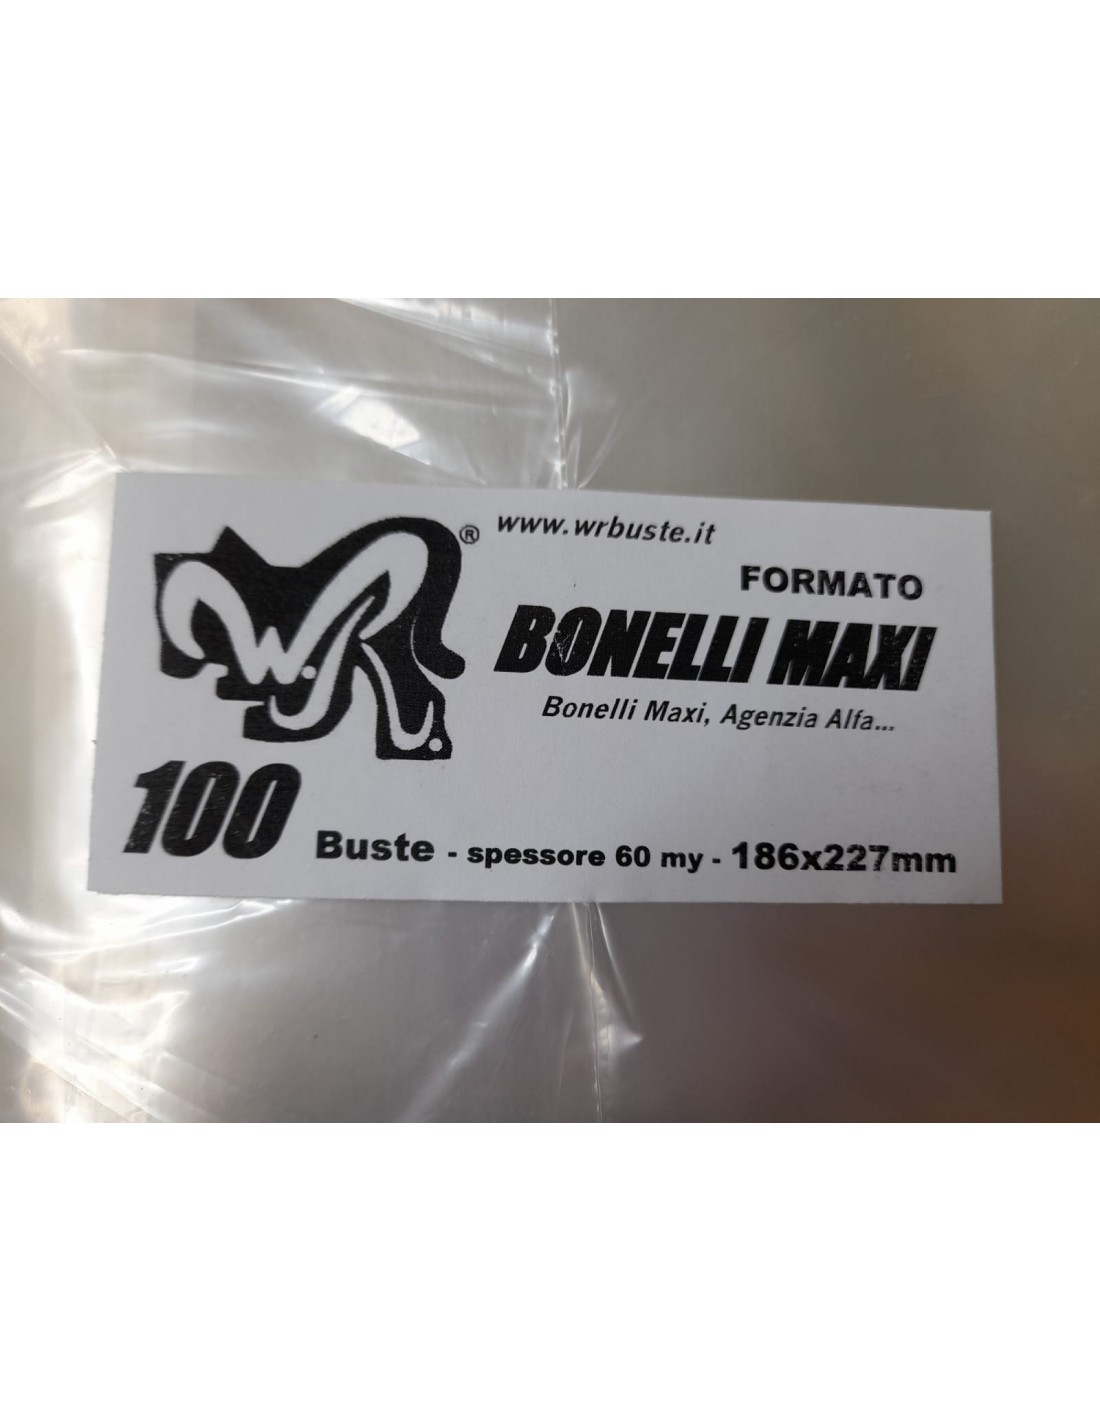 W.R. ®
www.wrbuste.it
FORMATO
BONELLI MAXI
Bonelli Maxi, Agenzia Alfa...
100 Buste - spessore 60 my - 186x227mm